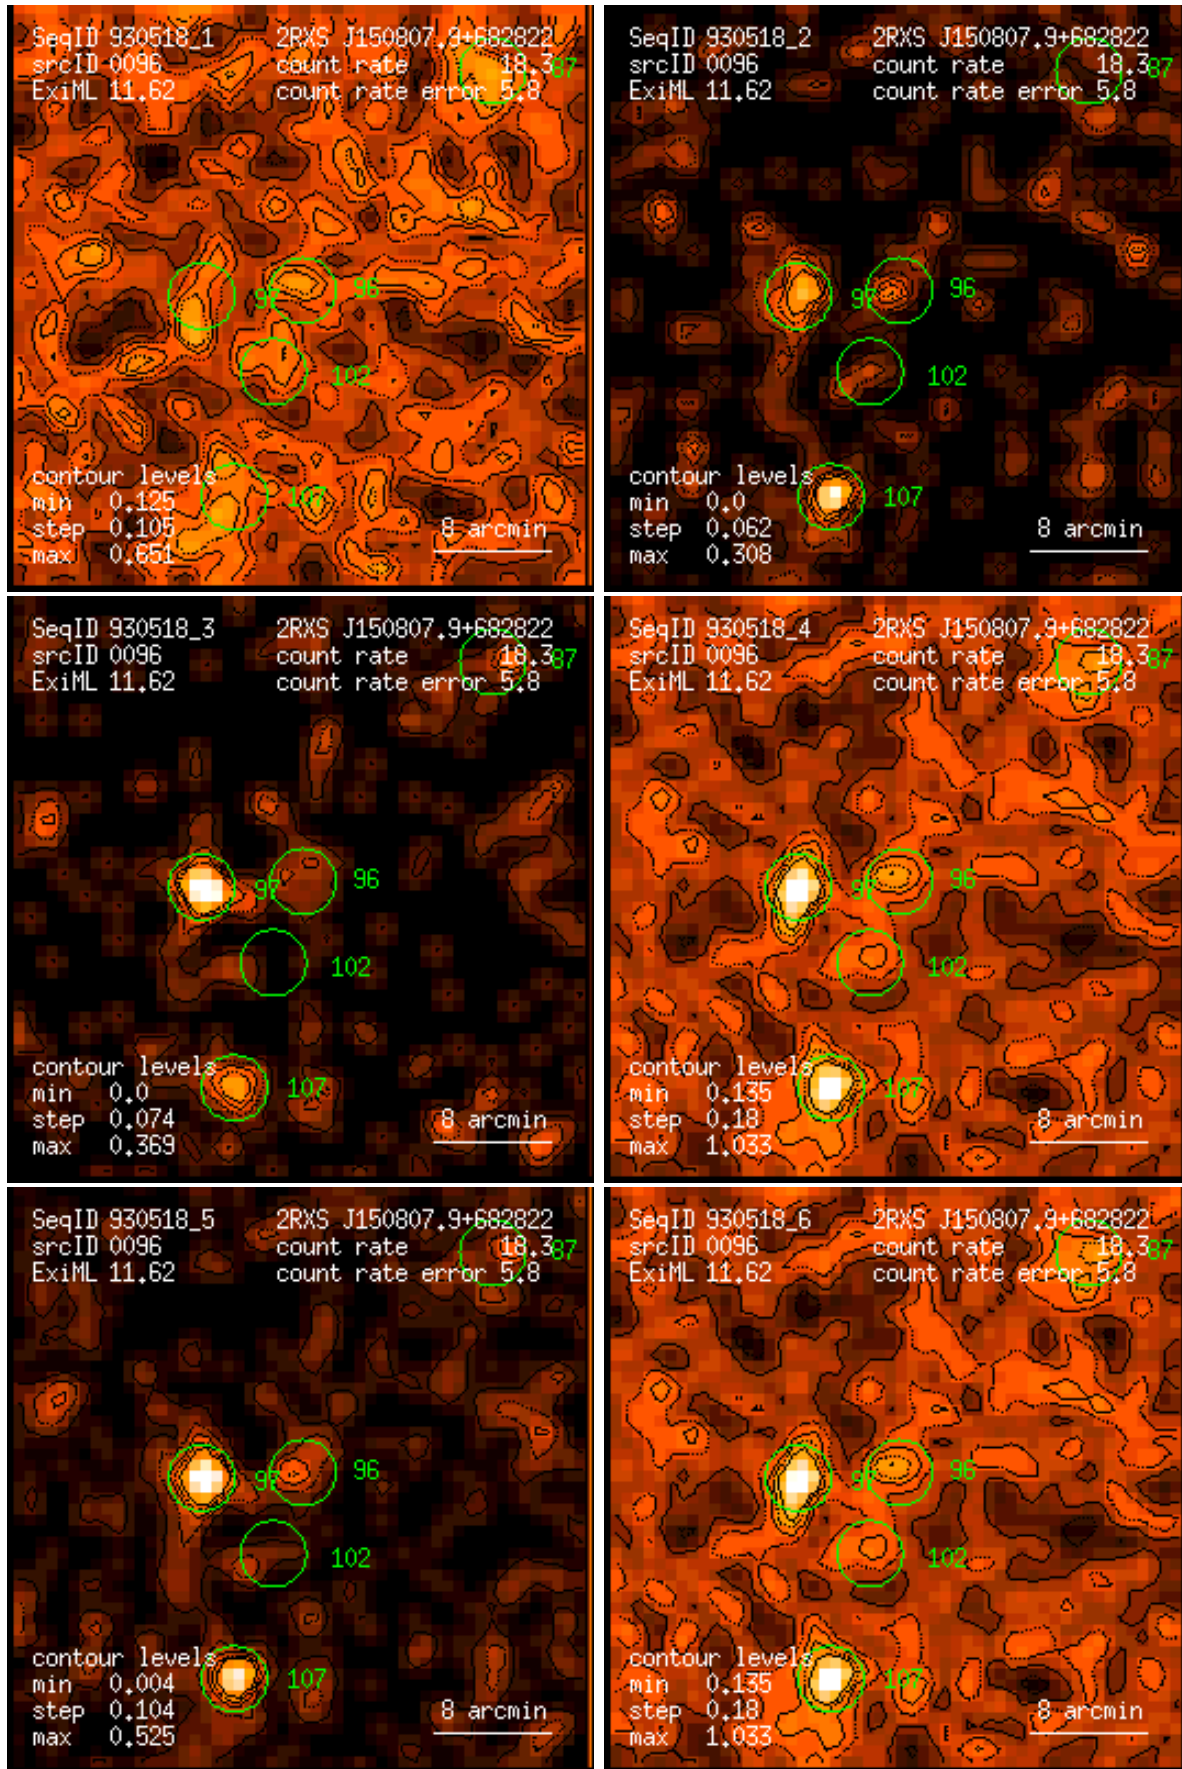 SeqID 930518_1 2RXS J150807.9+682822
srcID 0096 count rate 18.3 87
ExiML 11.62 count rate error 5.8
97 96
102
contour levels
min 0.125 107
step 0.105 8 arcmin
max 0.651
SeqID 930518_2 2RXS J150807.9+682822
srcID 0096 count rate 18.3 87
ExiML 11.62 count rate error 5.8
97 96
102
contour levels
min 0.0 107
step 0.062 8 arcmin
max 0.308
SeqID 930518_3 2RXS J150807.9+682822
srcID 0096 count rate 18.3 87
ExiML 11.62 count rate error 5.8
97 96
102
contour levels
min 0.0 107
step 0.074 8 arcmin
max 0.369
SeqID 930518_4 2RXS J150807.9+682822
srcID 0096 count rate 18.3 87
ExiML 11.62 count rate error 5.8
97 96
102
contour levels
min 0.135 107
step 0.18 8 arcmin
max 1.033
SeqID 930518_5 2RXS J150807.9+682822
srcID 0096 count rate 18.3 87
ExiML 11.62 count rate error 5.8
97 96
102
contour levels
min 0.004 107
step 0.104 8 arcmin
max 0.525
SeqID 930518_6 2RXS J150807.9+682822
srcID 0096 count rate 18.3 87
ExiML 11.62 count rate error 5.8
97 96
102
contour levels
min 0.135 107
step 0.18 8 arcmin
max 1.033